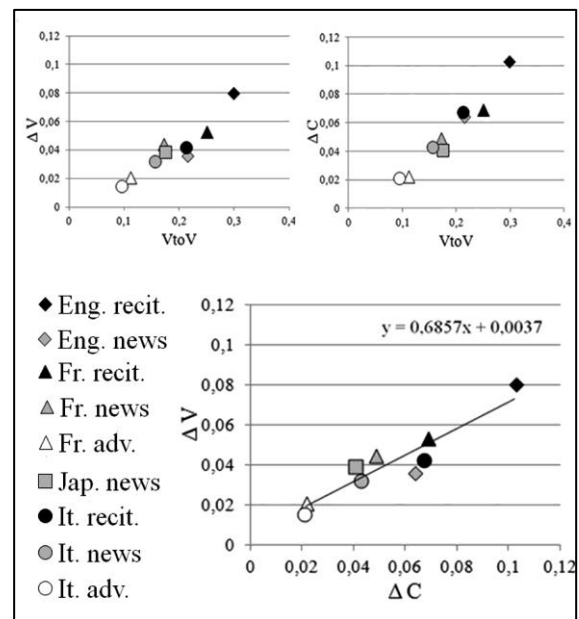 0,12
0,1
0,08
0,06
0,04
0,02
0
Δ V
0 0,1 0,2 0,3 0,4
VtoV
0,12
0,1
0,08
0,06
0,04
0,02
0
Δ C
0 0,1 0,2 0,3 0,4
VtoV
Eng. recit.
Eng. news
Fr. recit.
Fr. news
Fr. adv.
Jap. news
It. recit.
It. news
It. adv.
0,12
0,1
0,08
0,06
0,04
0,02
0
Δ V
y = 0,6857x + 0,0037
0 0,02 0,04 0,06 0,08 0,1 0,12
Δ C